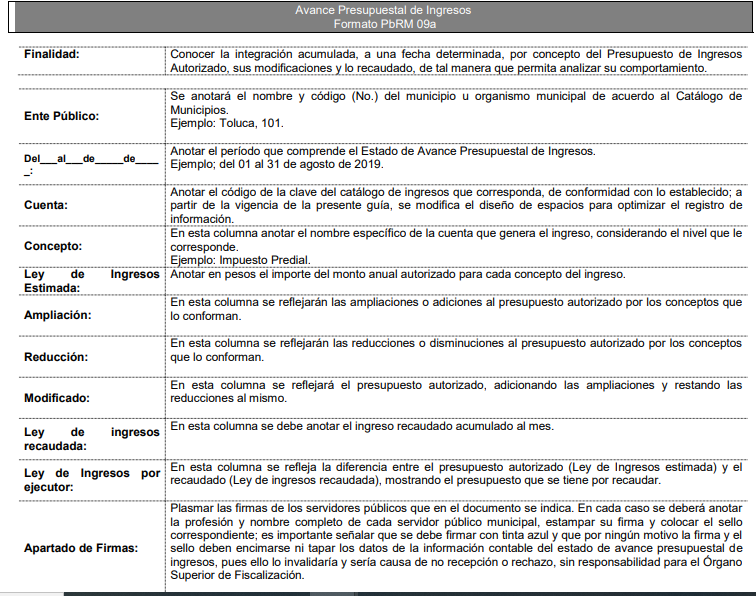 Avance Presupuestal de Ingresos
Formato PbRM 09a
Finalidad:
Conocer la integración acumulada, a una fecha determinada, por concepto del Presupuesto de Ingresos
Autorizado, sus modificaciones y lo recaudado, de tal manera que permita analizar su comportamiento.
Ente Público:
Se anotará el nombre y código (No.) del municipio u organismo municipal de acuerdo al Catálogo de
Municipios.
Ejemplo: Toluca, 101.
Del___al___de_____de____
_:
Anotar el período que comprende el Estado de Avance Presupuestal de Ingresos.
Ejemplo; del 01 al 31 de agosto de 2019.
Cuenta:
Anotar el código de la clave del catálogo de ingresos que corresponda, de conformidad con lo establecido; a
partir de la vigencia de la presente guía, se modifica el diseño de espacios para optimizar el registro de
información.
Concepto:
En esta columna anotar el nombre específico de la cuenta que genera el ingreso, considerando el nivel que le
corresponde.
Ejemplo: Impuesto Predial.
Ley de Ingresos
Estimada:
Anotar en pesos el importe del monto anual autorizado para cada concepto del ingreso.
Ampliación:
En esta columna se reflejarán las ampliaciones o adiciones al presupuesto autorizado por los conceptos que
lo conforman.
Reducción:
En esta columna se reflejarán las reducciones o disminuciones al presupuesto autorizado por los conceptos
que lo conforman.
Modificado:
En esta columna se reflejará el presupuesto autorizado, adicionando las ampliaciones y restando las
reducciones al mismo.
Ley de ingresos
recaudada:
En esta columna se debe anotar el ingreso recaudado acumulado al mes.
Ley de Ingresos por
ejecutor:
En esta columna se refleja la diferencia entre el presupuesto autorizado (Ley de Ingresos estimada) y el
recaudado (Ley de ingresos recaudada), mostrando el presupuesto que se tiene por recaudar.
Apartado de Firmas:
Plasmar las firmas de los servidores públicos que en el documento se indica. En cada caso se deberá anotar
la profesión y nombre completo de cada servidor público municipal, estampar su firma y colocar el sello
correspondiente; es importante señalar que se debe firmar con tinta azul y que por ningún motivo la firma y el
sello deben encimarse ni tapar los datos de la información contable del estado de avance presupuestal de
ingresos, pues ello lo invalidaría y sería causa de no recepción o rechazo, sin responsabilidad para el Órgano
Superior de Fiscalización.